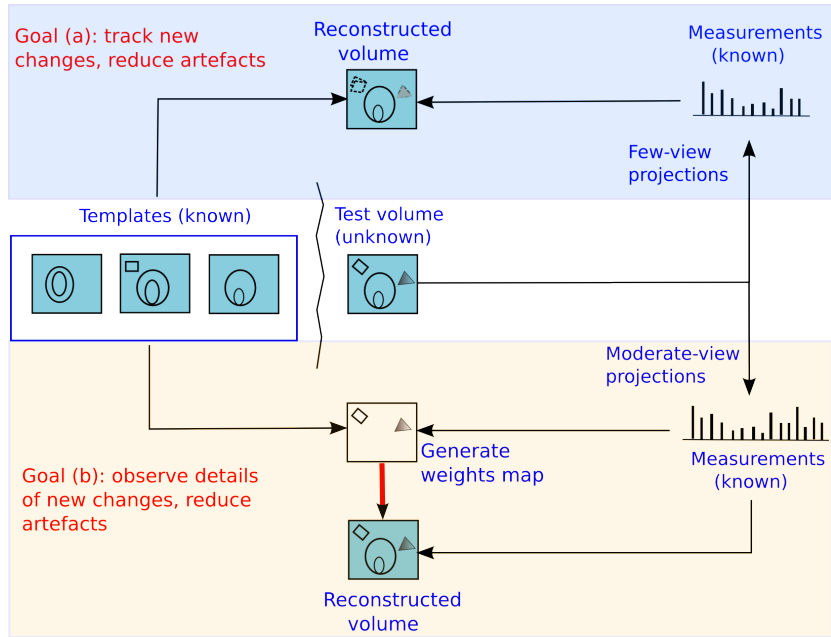 Goal (a): track new
changes, reduce artefacts
Reconstructed
volume
Measurements
(known)
Few-view
projections
Templates (known)
Test volume
(unknown)
Moderate-view
projections
Generate
weights map
Measurements
(known)
Goal (b): observe details
of new changes, reduce
artefacts
Reconstructed
volume